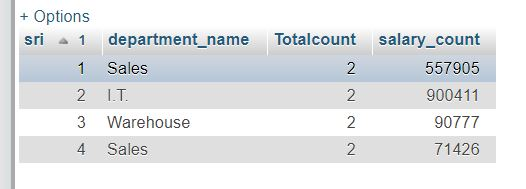 + Options
sri 1 department_name Totalcount salary_count
1 Sales 2 557905
2 I.T. 2 900411
3 Warehouse 2 90777
4 Sales 2 71426